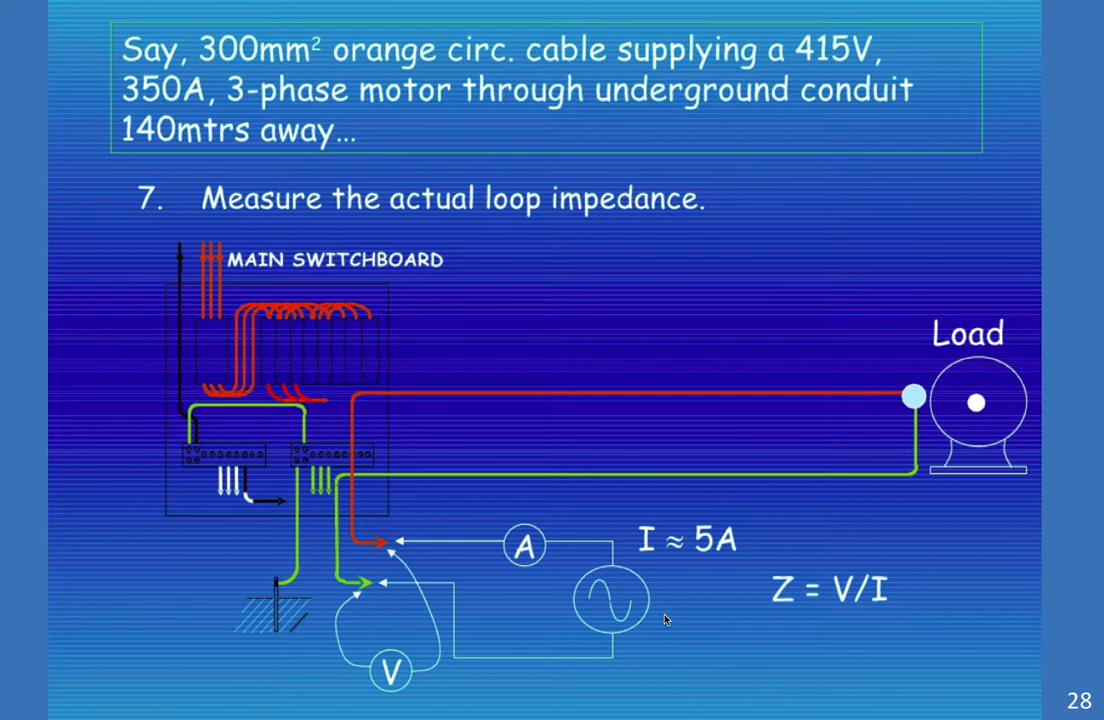 Say, 300mm² orange circ. cable supplying a 415V,
350A, 3-phase motor through underground conduit
140mtrs away…
7. Measure the actual loop impedance.
MAIN SWITCHBOARD
Load
A
I ≈ 5A
Z = V/I
V
28